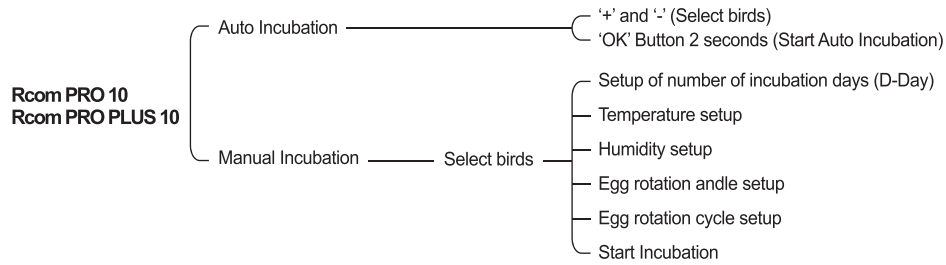 Rcom PRO 10
Rcom PRO PLUS 10
Auto Incubation
‘+’ and ‘-’ (Select birds)
‘OK’ Button 2 seconds (Start Auto Incubation)
Manual Incubation
Select birds
Setup of number of incubation days (D-Day)
Temperature setup
Humidity setup
Egg rotation andle setup
Egg rotation cycle setup
Start Incubation